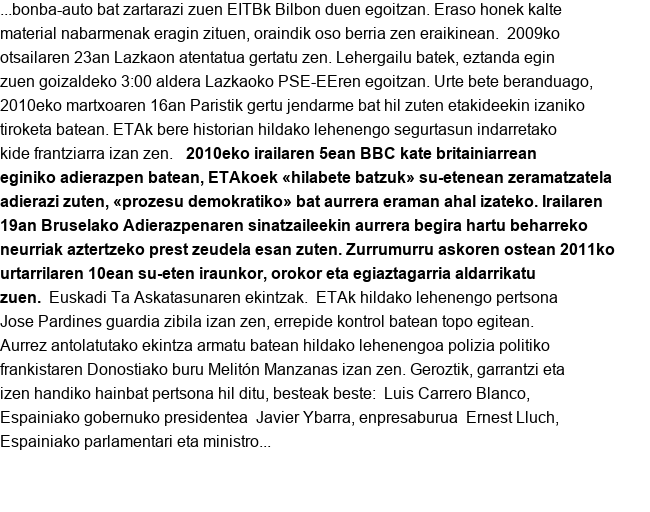 ...bonba-auto bat zartarazi zuen EITBk Bilbon duen egoitzan. Eraso honek kalte
material nabarmenak eragin zituen, oraindik oso berria zen eraikinean. 2009ko
otsailaren 23an Lazkaon atentatua gertatu zen. Lehergailu batek, eztanda egin
zuen goizaldeko 3:00 aldera Lazkaoko PSE-EEren egoitzan. Urte bete beranduago,
2010eko martxoaren 16an Paristik gertu jendarme bat hil zuten etakideekin izaniko
tiroketa batean. ETAk bere historian hildako lehenengo segurtasun indarretako
kide frantziarra izan zen. 2010eko irailaren 5ean BBC kate britainiarrean
eginiko adierazpen batean, ETAkoek «hilabete batzuk» su-etenean zeramatzatela
adierazi zuten, «prozesu demokratiko» bat aurrera eraman ahal izateko. Irailaren
19an Bruselako Adierazpenaren sinatzaileekin aurrera begira hartu beharreko
neurriak aztertzeko prest zeudela esan zuten. Zurrumurru askoren ostean 2011ko
urtarrilaren 10ean su-eten iraunkor, orokor eta egiaztagarria aldarrikatu
zuen. Euskadi Ta Askatasunaren ekintzak. ETAk hildako lehenengo pertsona
Jose Pardines guardia zibila izan zen, errepide kontrol batean topo egitean.
Aurrez antolatutako ekintza armatu batean hildako lehenengoa polizia politiko
frankistaren Donostiako buru Melitón Manzanas izan zen. Geroztik, garrantzi eta
izen handiko hainbat pertsona hil ditu, besteak beste: Luis Carrero Blanco,
Espainiako gobernuko presidentea Javier Ybarra, enpresaburua Ernest Lluch,
Espainiako parlamentari eta ministro...